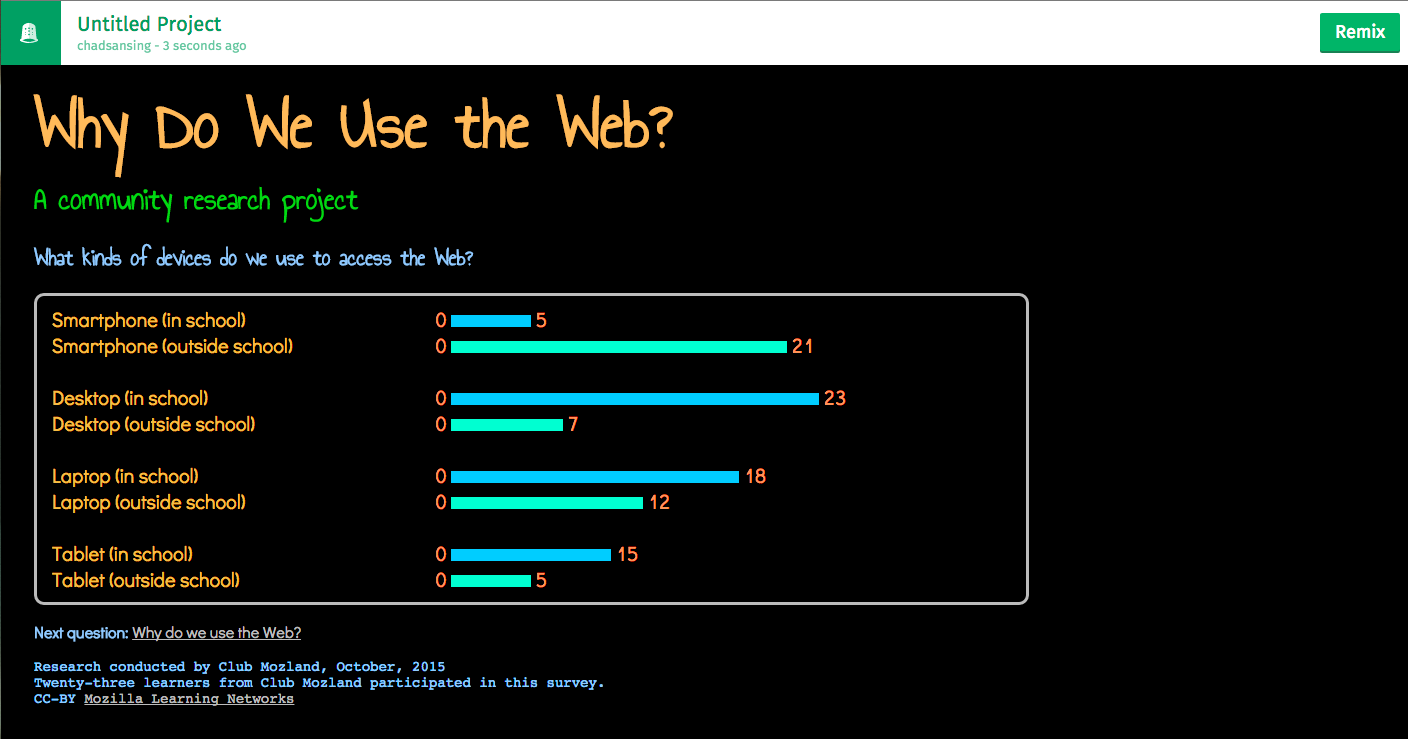 Untitled Project
chadsansing - 3 seconds ago
Remix
Why Do We Use the Web?
A community research project
What kinds of devices do we use to access the Web?
Smartphone (in school) 0 5
Smartphone (outside school) 0 21
Desktop (in school) 0 23
Desktop (outside school) 0 7
Laptop (in school) 0 18
Laptop (outside school) 0 12
Tablet (in school) 0 15
Tablet (outside school) 0 5
Next question: Why do we use the Web?
Research conducted by Club Mozland, October, 2015
Twenty-three learners from Club Mozland participated in this survey.
CC-BY Mozilla Learning Networks